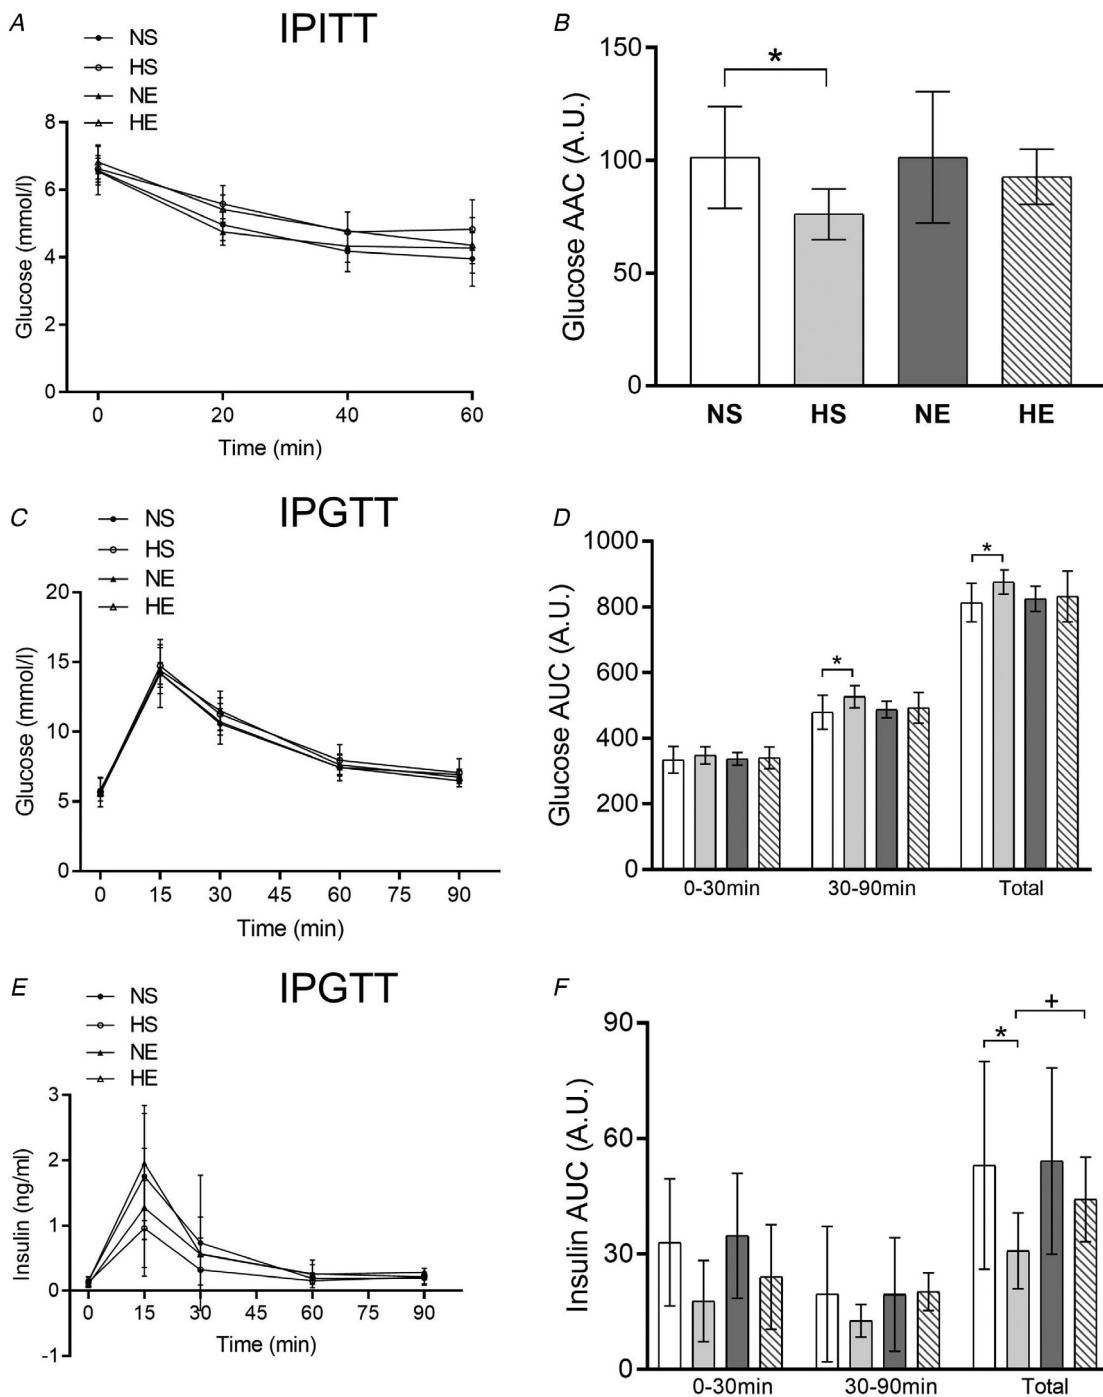 A
IPITT
NS
HS
NE
HE
8
6
4
2
0
Glucose (mmol/l)
0 20 40 60
Time (min)
B
150
100
50
0
Glucose AAC (A.U.)
*
NS HS NE HE
C
IPGTT
NS
HS
NE
HE
20
15
10
5
0
Glucose (mmol/l)
0 15 30 45 60 75 90
Time (min)
D
1000
800
600
400
200
0
Glucose AUC (A.U.)
*
*
0-30min 30-90min Total
E
IPGTT
NS
HS
NE
HE
3
2
1
0
-1
Insulin (ng/ml)
0 15 30 45 60 75 90
Time (min)
F
90
60
30
0
Insulin AUC (A.U.)
* +
0-30min 30-90min Total